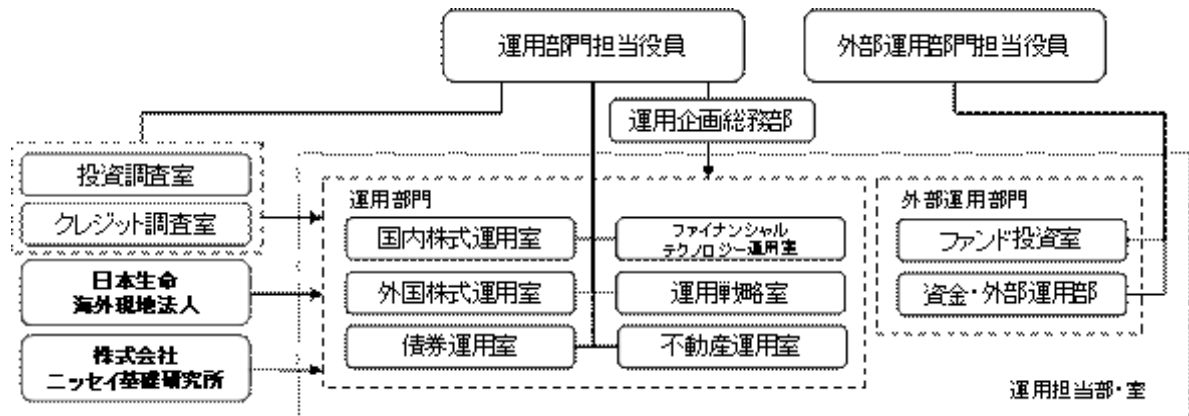 運用部門担当役員
外部運用部門担当役員
運用企画総務部
投資調査室
クレジット調査室
日本生命
海外現地法人
株式会社
ニッセイ基礎研究所
運用部門
国内株式運用室
ファイナンシャル
テクノロジー運用室
外国株式運用室
運用戦略室
債券運用室
不動産運用室
外部運用部門
ファンド投資室
資金・外部運用部
運用担当部・室